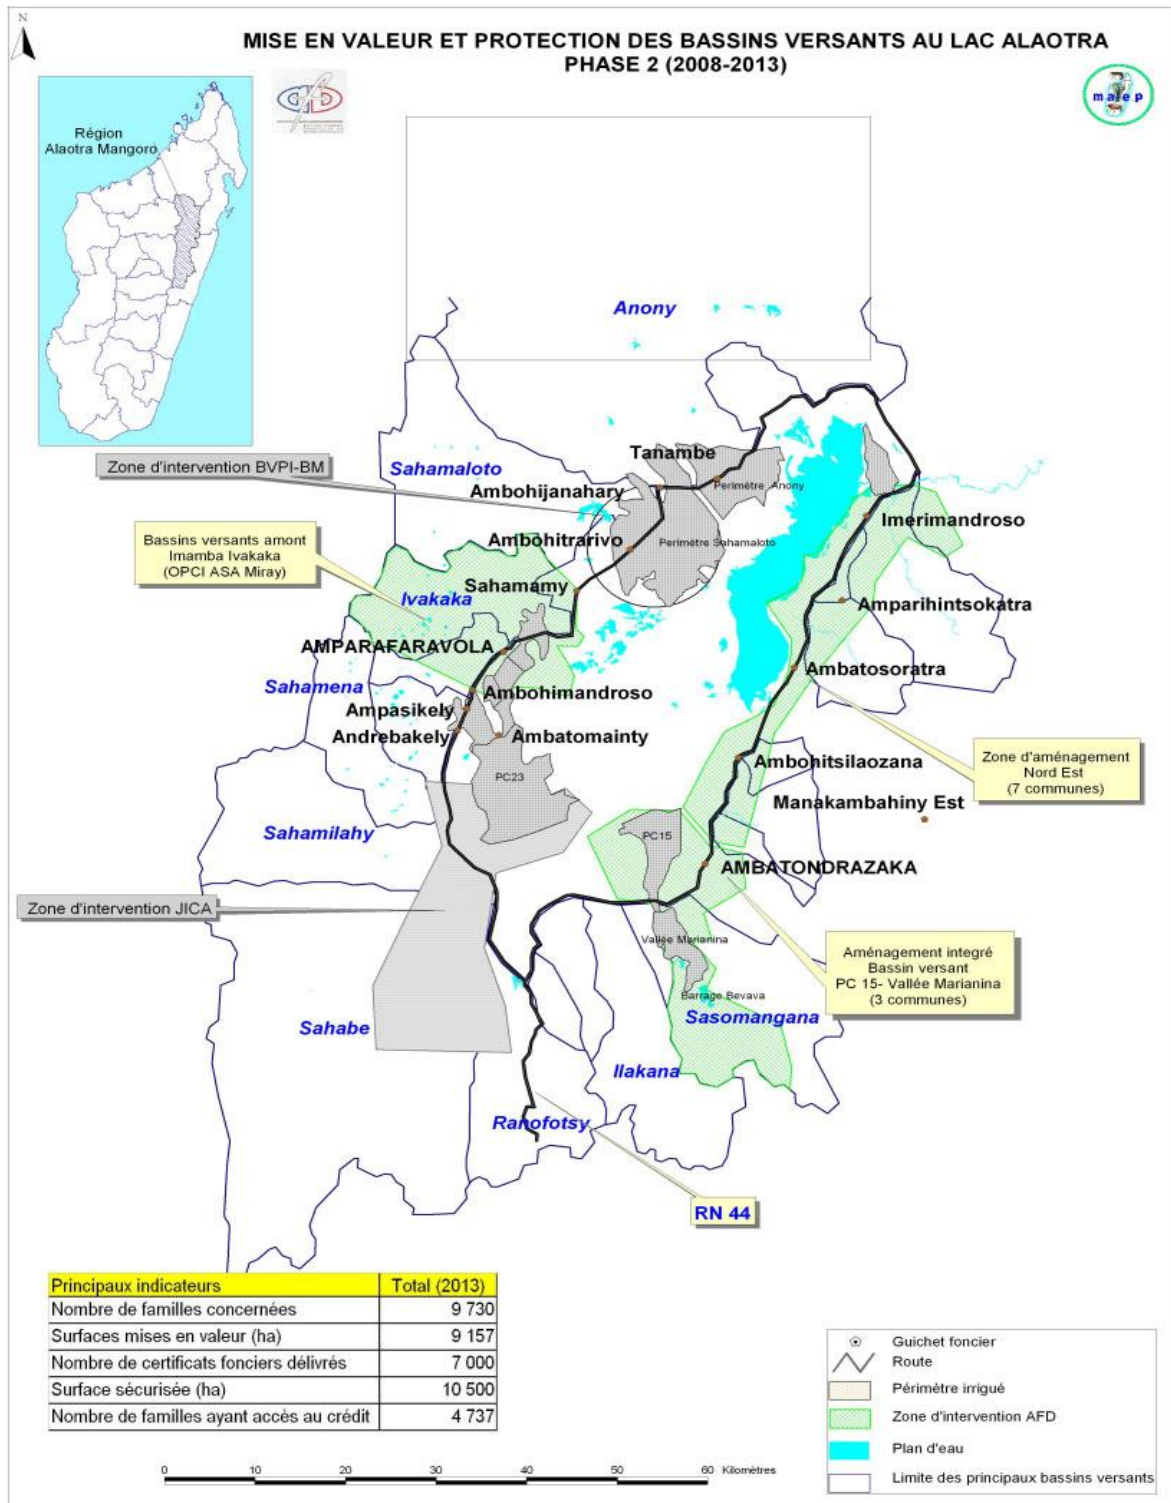 N
MISE EN VALEUR ET PROTECTION DES BASSINS VERSANTS AU LAC ALAOTRA
PHASE 2 (2008-2013)
Région
Alaotra Mangoro
maep
Anony
Zone d'intervention BVPI-BM
Sahamaloto
Tanambe
Ambohijanahary
Perimètre Anony
Bassins versants amont
Imamba Ivakaka
(OPCI ASA Miray)
Ambohitrarivo
Perimètre Sahamaloto
Imerimandroso
Sahamamy
Ivakaka
Amparihintsokatra
AMPARAFARAVOLA
Ambatosoratra
Sahamena
Ambohimandroso
Ampasikely
Andrebakely
Ambatomainty
Zone d'aménagement
Nord Est
(7 communes)
Ambohitsilaozana
PC23
Manakambahiny Est
Sahamilahy
PC15
AMBATONDRAZAKA
Zone d'intervention JICA
Vallée Marianina
Aménagement integré
Bassin versant
PC 15- Vallée Marianina
(3 communes)
Barrage Bevava
Sasomangana
Sahabe
Ilakana
Ranofotsy
RN 44
Principaux indicateurs Total (2013)
Nombre de familles concernées 9 730
Surfaces mises en valeur (ha) 9 157
Nombre de certificats fonciers délivrés 7 000
Surface sécurisée (ha) 10 500
Nombre de familles ayant accès au crédit 4 737
Guichet foncier
Route
Périmètre irrigué
Zone d'intervention AFD
Plan d'eau
Limite des principaux bassins versants
0 10 20 30 40 50 60 Kilomètres